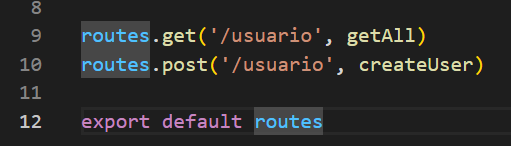 8
9 routes.get('/usuario', getAll)
10 routes.post('/usuario', createUser)
11
12 export default routes